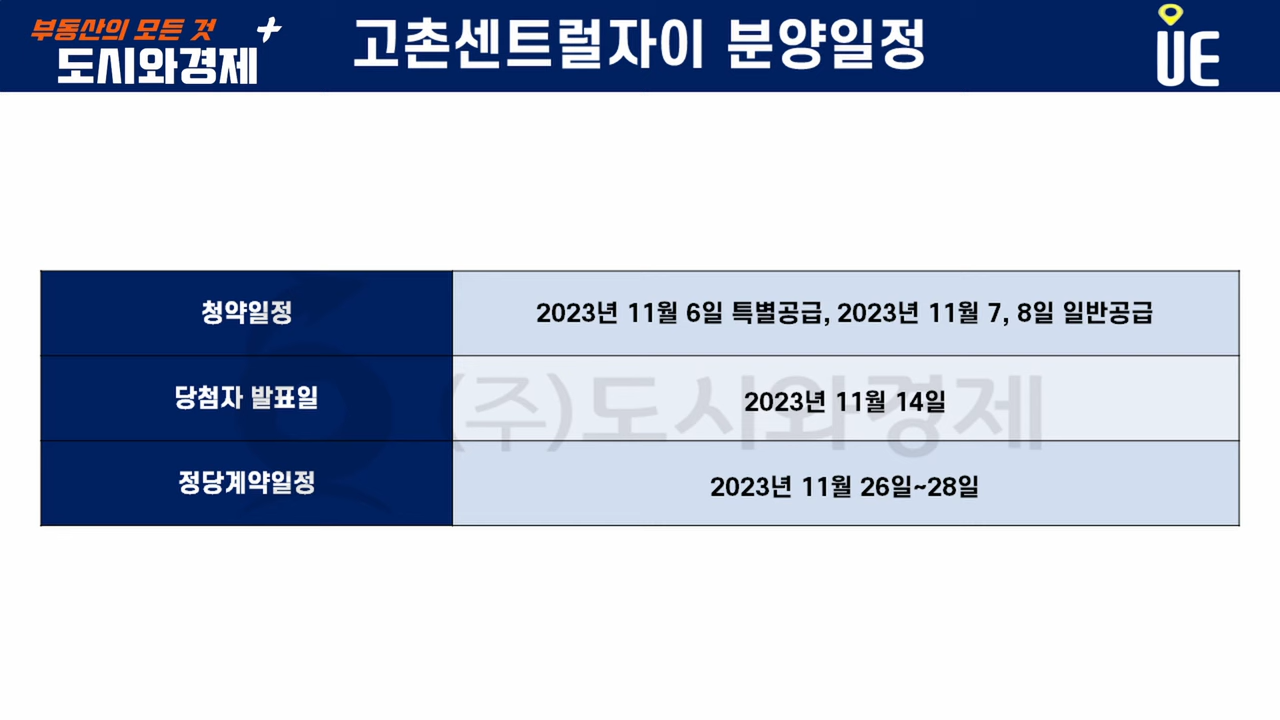 부동산의 모든 것
도시와경제
고촌센트럴자이 분양일정
UE
청약일정
2023년 11월 6일 특별공급, 2023년 11월 7, 8일 일반공급
당첨자 발표일
2023년 11월 14일
정당계약일정
2023년 11월 26일~28일
(주)도시와경제